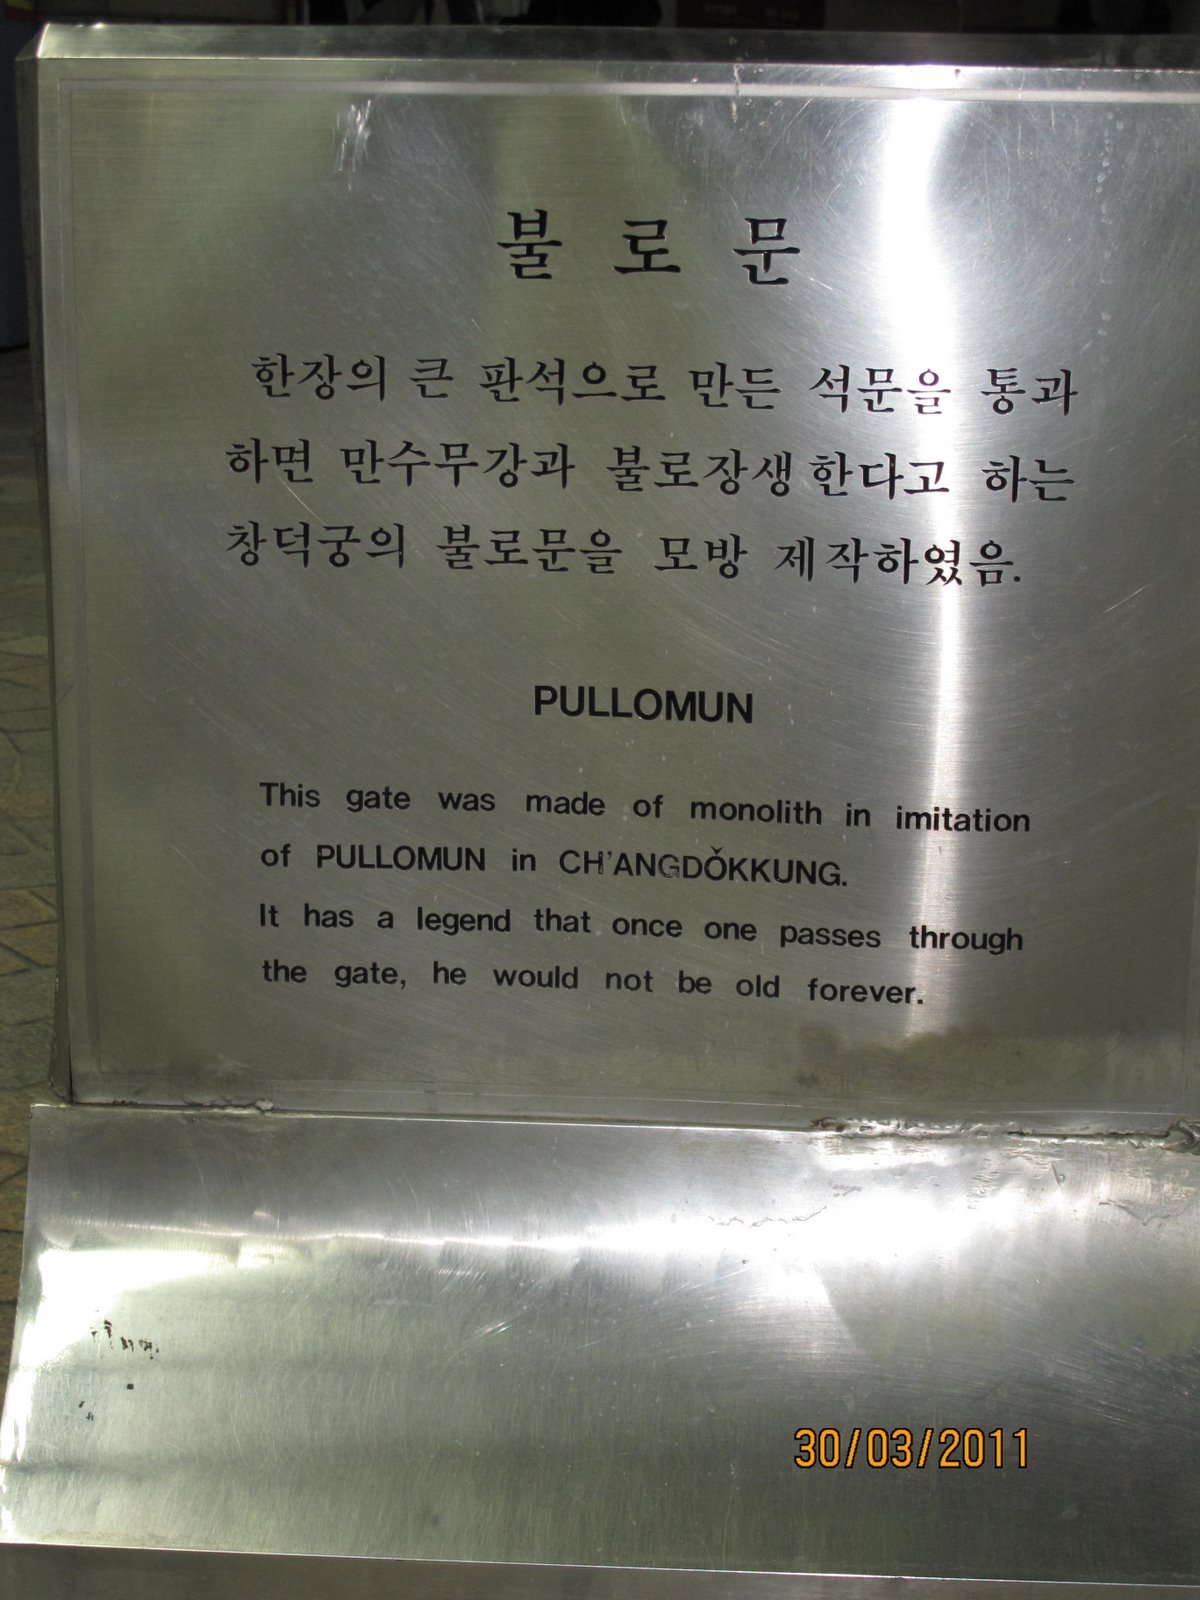 불로문
한장의 큰 판석으로 만든 석문을 통과
하면 만수무강과 불로장생한다고 하는
창덕궁의 불로문을 모방 제작하였음.
PULLOMUN
This gate was made of monolith in imitation
of PULLOMUN in CH'ANGDǑKKUNG.
It has a legend that once one passes through
the gate, he would not be old forever.
30/03/2011